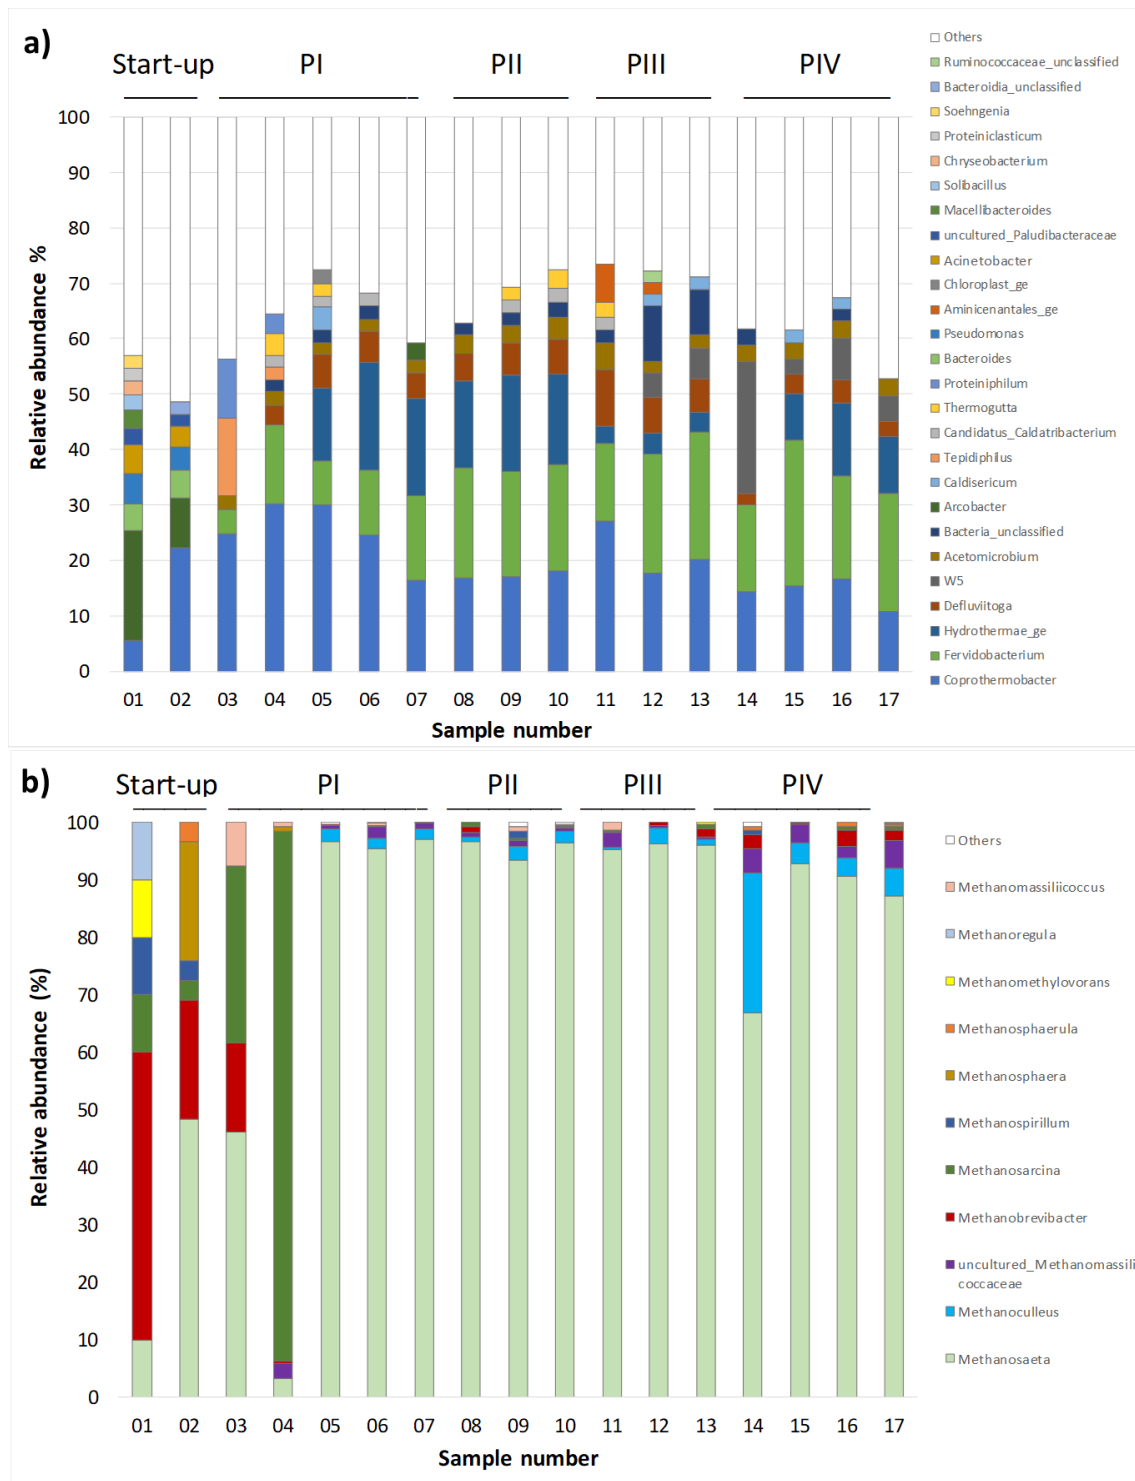 a)
Start-up PI PII PIII PIV
Relative abundance %
100
90
80
70
60
50
40
30
20
10
0
01 02 03 04 05 06 07 08 09 10 11 12 13 14 15 16 17
Sample number
Others
Ruminococcaceae_unclassified
Bacteroidia_unclassified
Soehngenia
Proteiniclasticum
Chryseobacterium
Solibacillus
Macellibacteroides
uncultured_Paludibacteraceae
Acinetobacter
Chloroplast_ge
Aminicenantales_ge
Pseudomonas
Bacteroides
Proteiniphilum
Thermogutta
Candidatus_Caldatribacterium
Tepidiphilus
Caldisericum
Arcobacter
Bacteria_unclassified
Acetomicrobium
W5
Defluviitoga
Hydrothermae_ge
Fervidobacterium
Coprothermobacter
b)
Start-up PI PII PIII PIV
Relative abundance (%)
100
90
80
70
60
50
40
30
20
10
0
01 02 03 04 05 06 07 08 09 10 11 12 13 14 15 16 17
Sample number
Others
Methanomassiliicoccus
Methanoregula
Methanomethylovorans
Methanosphaerula
Methanosphaera
Methanospirillum
Methanosarcina
Methanobrevibacter
uncultured_Methanomassili
coccaceae
Methanoculleus
Methanosaeta